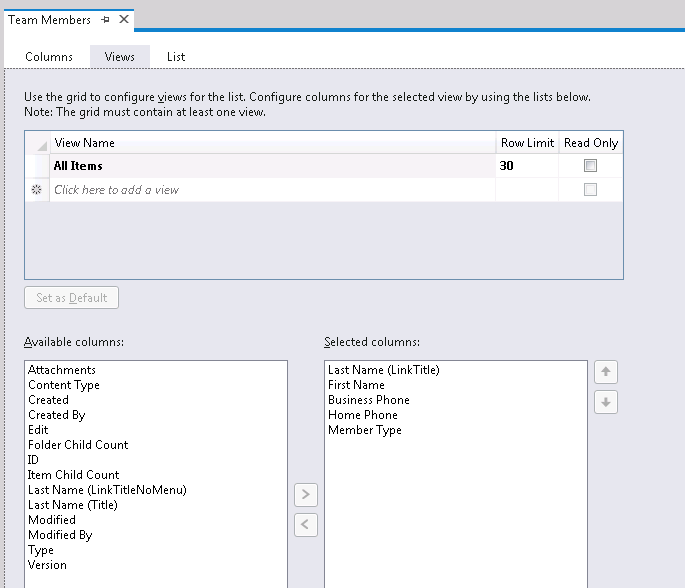 Team Members
Columns Views List
Use the grid to configure views for the list. Configure columns for the selected view by using the lists below.
Note: The grid must contain at least one view.
View Name Row Limit Read Only
All Items 30
Click here to add a view
Set as Default
Available columns: Selected columns:
Attachments
Content Type
Created
Created By
Edit
Folder Child Count
ID
Item Child Count
Last Name (LinkTitleNoMenu)
Last Name (Title)
Modified
Modified By
Type
Version
Last Name (LinkTitle)
First Name
Business Phone
Home Phone
Member Type